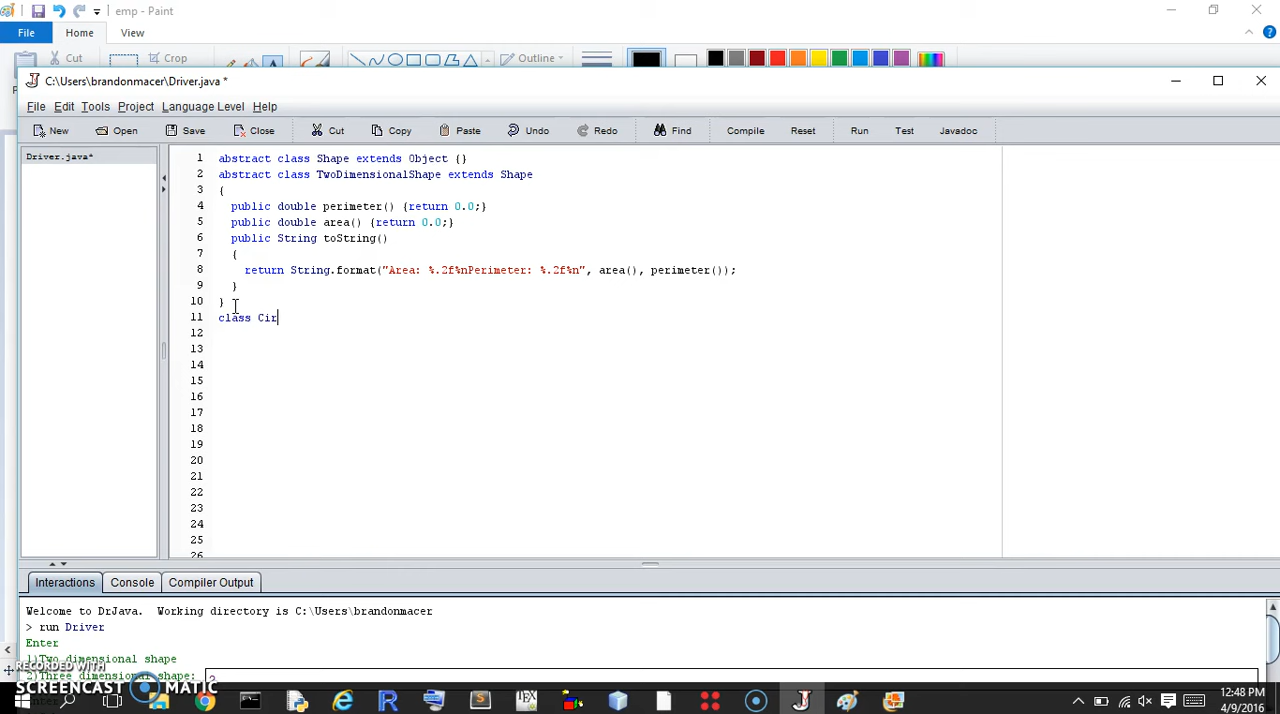 emp - Paint
File Home View
Cut Crop Outline
C:\Users\brandonmacer\Driver.java *
File Edit Tools Project Language Level Help
New Open Save Close Cut Copy Paste Undo Redo Find Compile Reset Run Test Javadoc
Driver.java*
1 abstract class Shape extends Object {}
2 abstract class TwoDimensionalShape extends Shape
3 {
4 public double perimeter() {return 0.0;}
5 public double area() {return 0.0;}
6 public String toString()
7 {
8 return String.format("Area: %.2f%nPerimeter: %.2f%n", area(), perimeter());
9 }
10 }
11 class Cir
12
13
14
15
16
17
18
19
20
21
22
23
24
25
26
Interactions Console Compiler Output
Welcome to DrJava. Working directory is C:\Users\brandonmacer
> run Driver
Enter
1)Two dimensional shape
2)Three dimensional shape:
RECORDED WITH
SCREENCAST MATIC
12:48 PM
4/9/2016